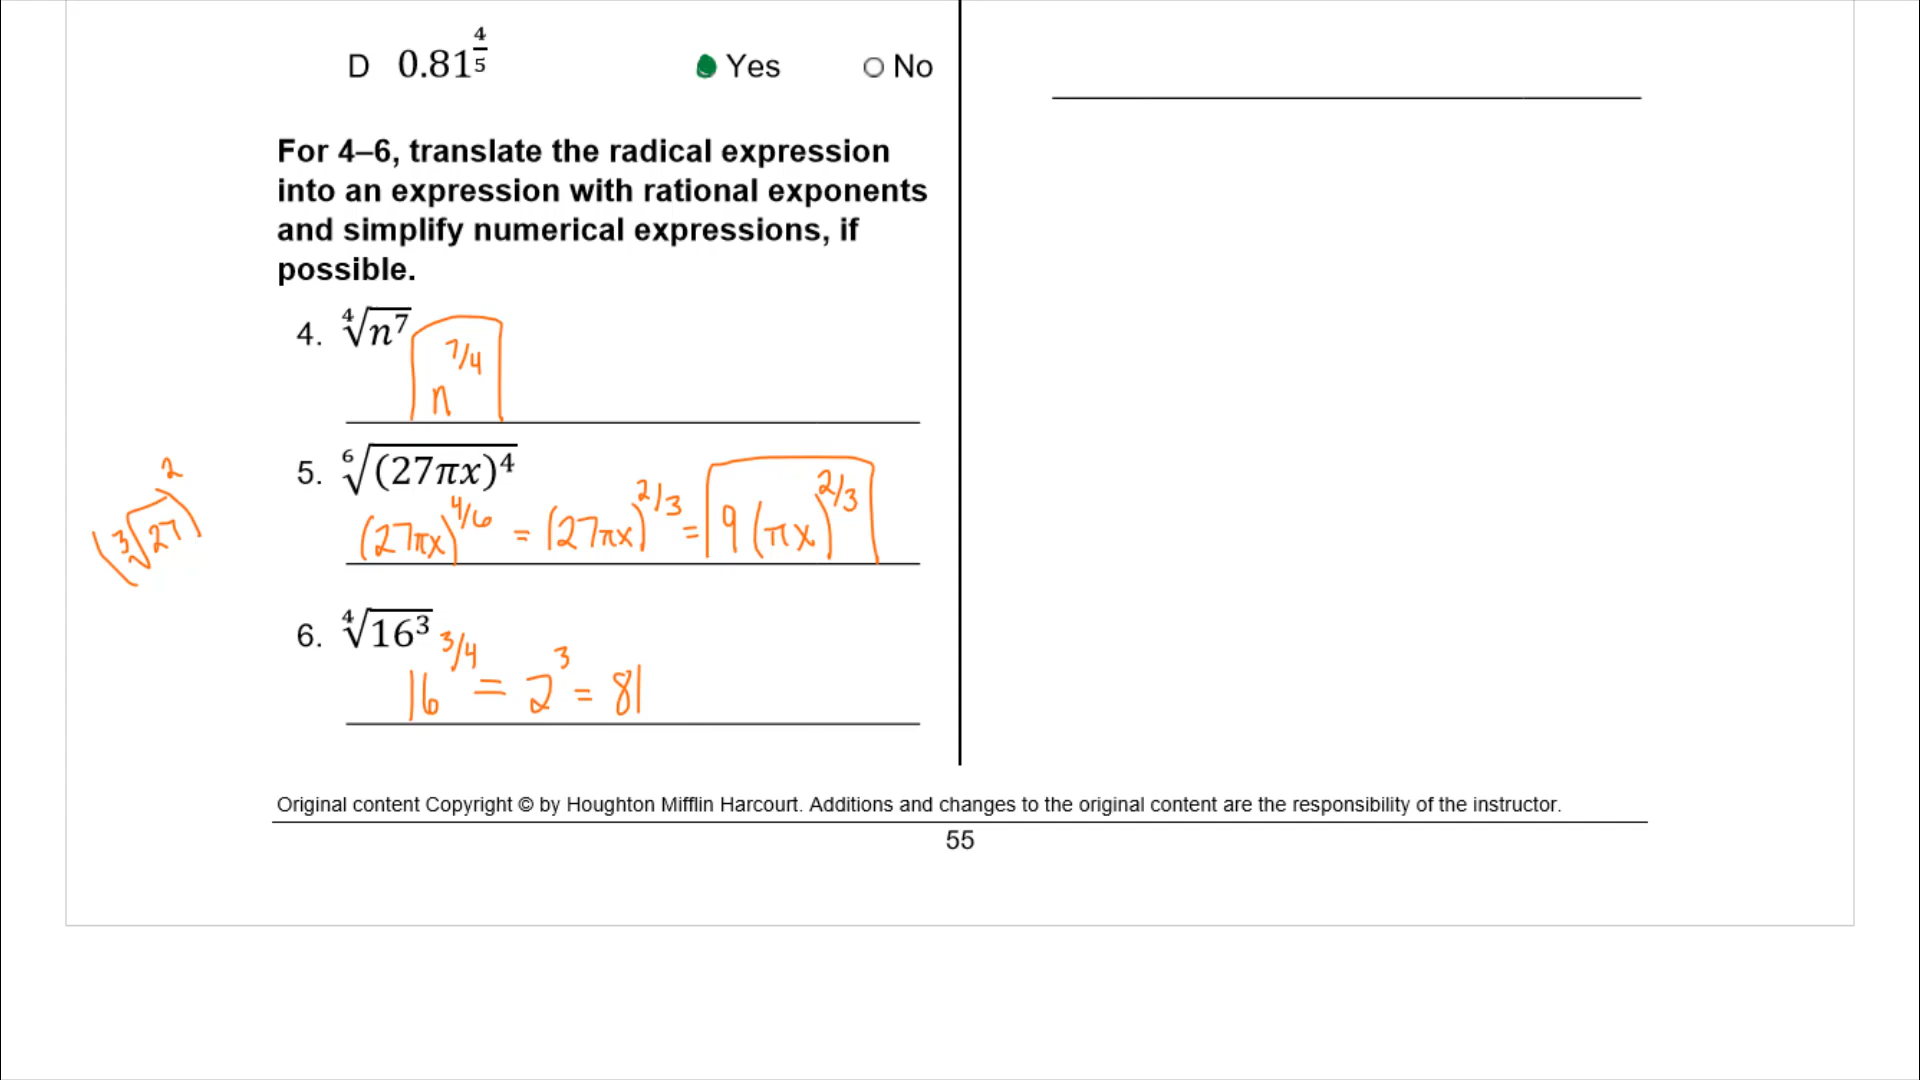 D 0.81^(4/5) Yes No
For 4–6, translate the radical expression
into an expression with rational exponents
and simplify numerical expressions, if
possible.
4. ⁴√n⁷
n^(7/4)
5. ⁶√(27πx)⁴
(³√27)²
(27πx)^(4/6) = (27πx)^(2/3) = 9(πx)^(2/3)
6. ⁴√16³
16^(3/4) = 2³ = 81
Original content Copyright © by Houghton Mifflin Harcourt. Additions and changes to the original content are the responsibility of the instructor.
55